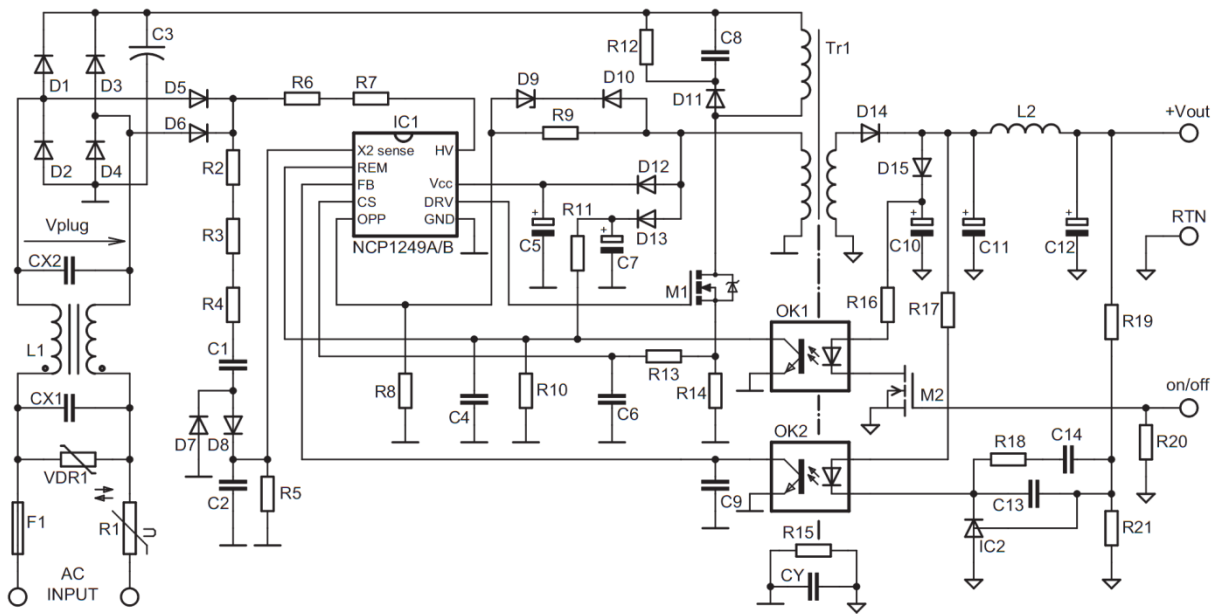 C3
R12
C8
Tr1
D1
D3
D5
R6
R7
D9
D10
D11
D14
L2
+Vout
D6
IC1
R9
D2
D4
R2
X2 sense
HV
REM
FB
Vcc
CS
DRV
OPP
GND
NCP1249A/B
D12
D13
D15
R11
+
C5
+
C7
+
C10
+
C11
+
C12
RTN
Vplug
CX2
R3
R4
M1
R16
R17
OK1
R19
L1
C1
CX1
R8
C4
R10
C6
R13
R14
M2
on/off
D7
D8
OK2
R18
C14
R20
VDR1
C2
R5
C9
C13
F1
R1
U
R15
IC2
R21
CY
AC
INPUT